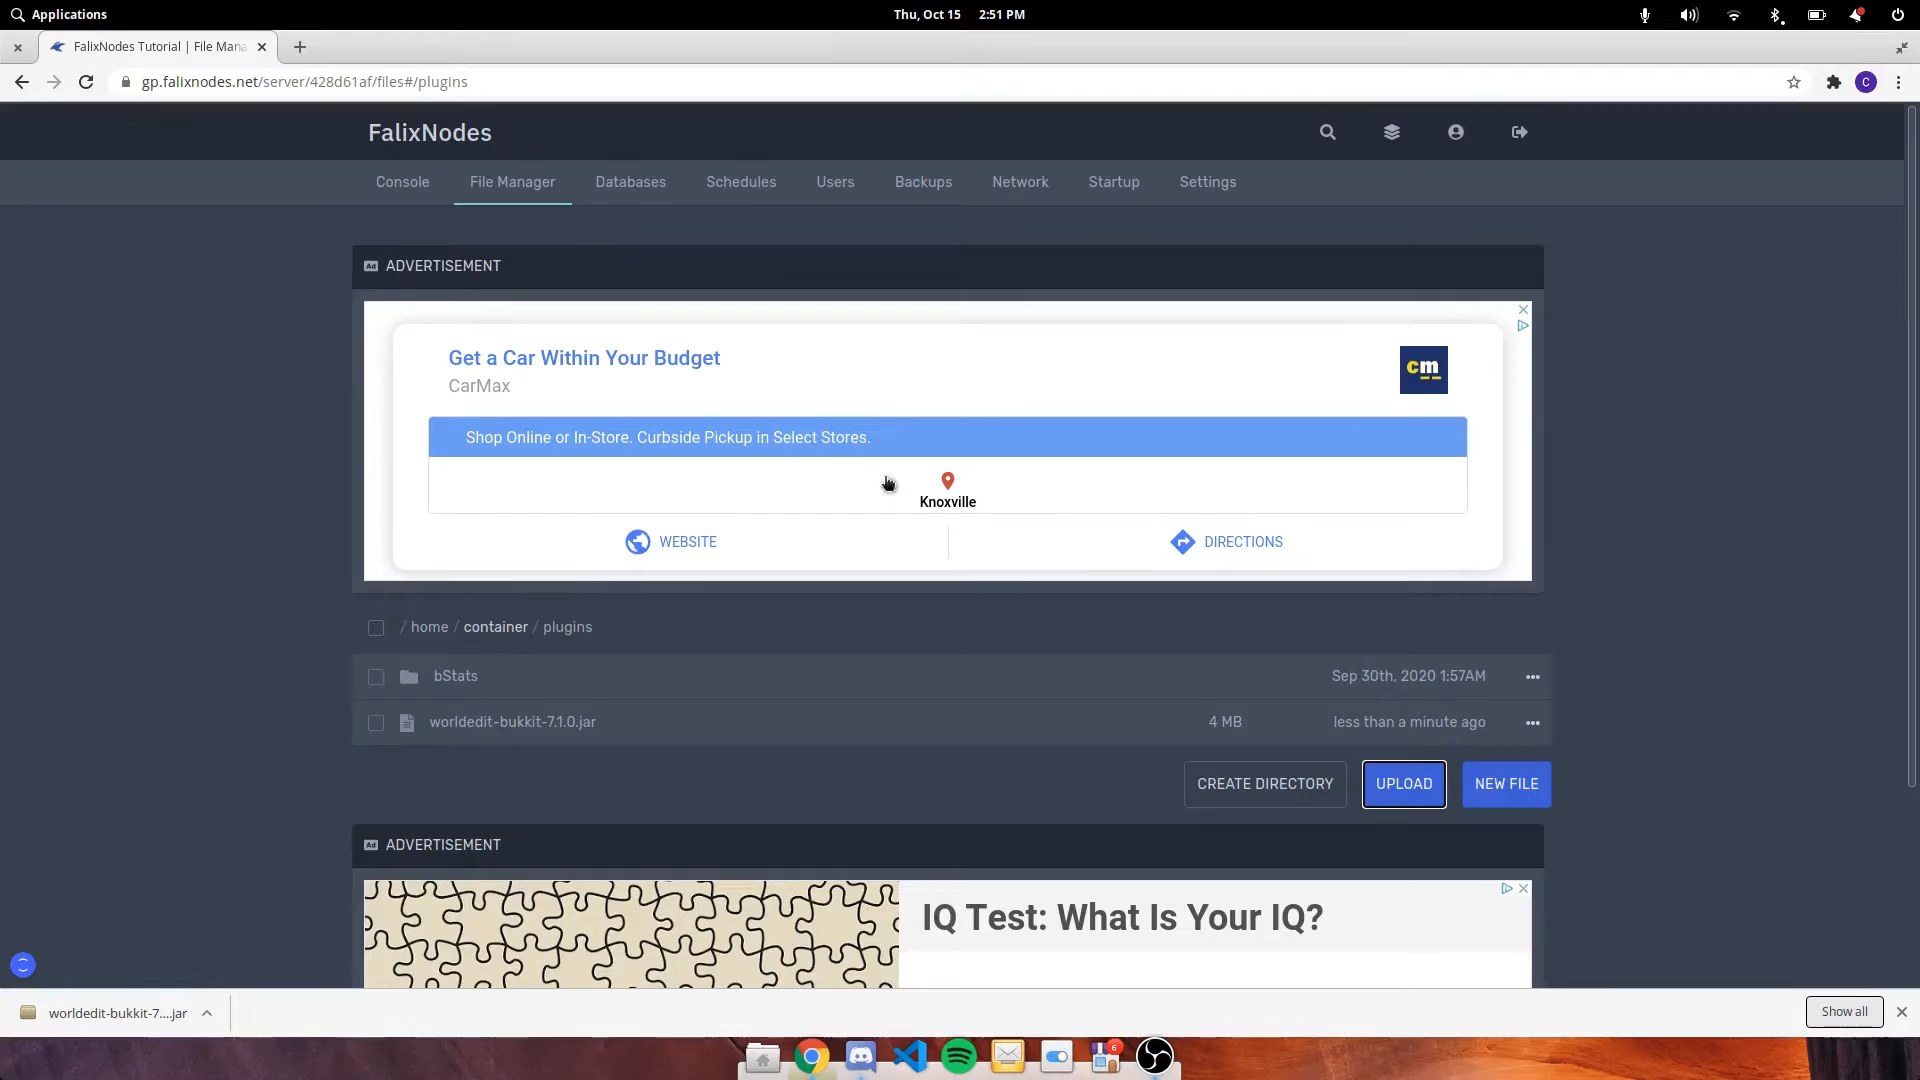 Applications
Thu, Oct 15 2:51 PM
FalixNodes Tutorial | File Mana
gp.falixnodes.net/server/428d61af/files#/plugins
C
FalixNodes
Console File Manager Databases Schedules Users Backups Network Startup Settings
Ad ADVERTISEMENT
Get a Car Within Your Budget
CarMax
cm
Shop Online or In-Store. Curbside Pickup in Select Stores.
Knoxville
WEBSITE DIRECTIONS
/ home / container / plugins
bStats Sep 30th, 2020 1:57AM
worldedit-bukkit-7.1.0.jar 4 MB less than a minute ago
CREATE DIRECTORY UPLOAD NEW FILE
Ad ADVERTISEMENT
IQ Test: What Is Your IQ?
worldedit-bukkit-7....jar Show all
6